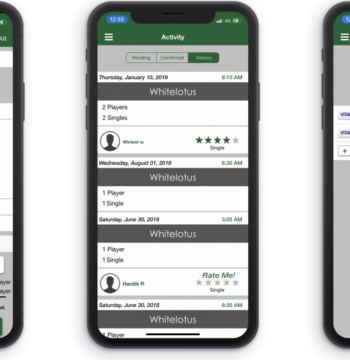 AR
ayer
ayer
nd.
12:55
4G
Activity
Pending
Confirmed
History
Thursday, January 10, 2019
6:10 AM
Whitelotus
2 Players
2 Singles
Single
Wednesday, August 01, 2018
6:30 AM
Whitelotus
1 Player
1 Single
Saturday, June 30, 2018
3:05 AM
Whitelotus
1 Player
1 Single
Hardik P.
Rate Me!
Single
Saturday, June 30, 2018
6:30 AM
Whitelotus
1 Player
12
VISA
VISA
+